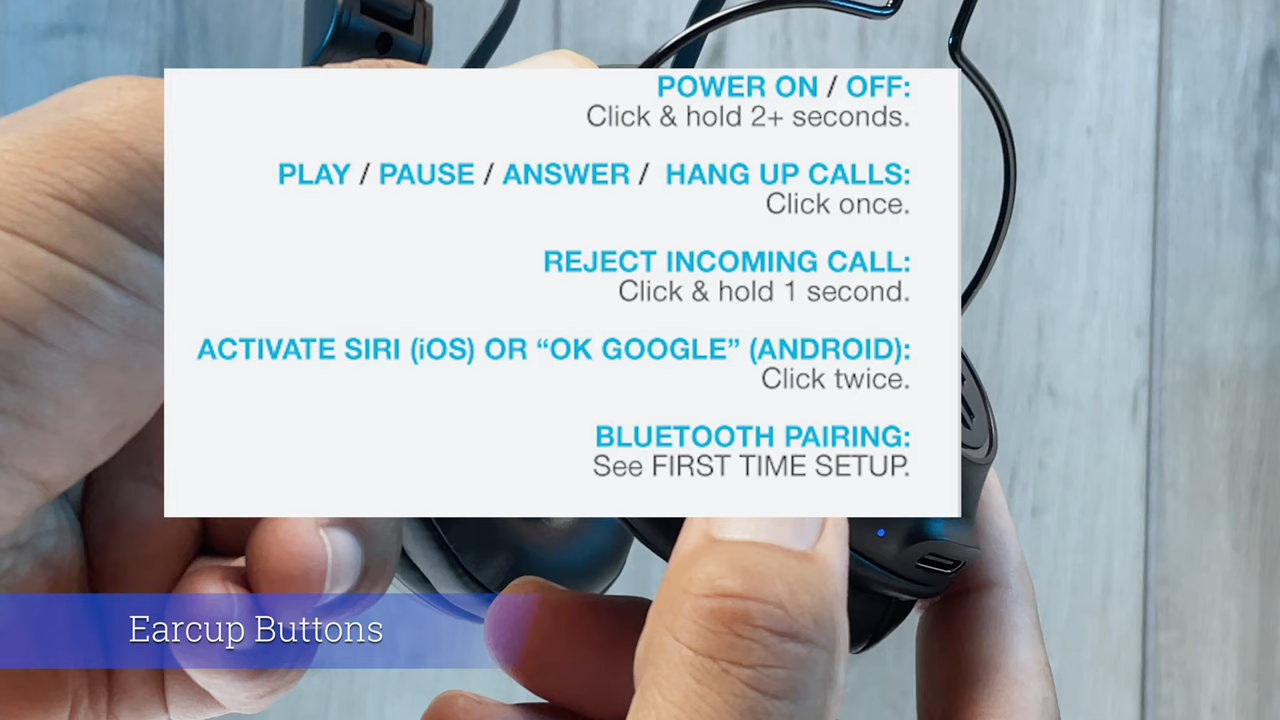 POWER ON / OFF:
Click & hold 2+ seconds.
PLAY / PAUSE / ANSWER / HANG UP CALLS:
Click once.
REJECT INCOMING CALL:
Click & hold 1 second.
ACTIVATE SIRI (iOS) OR “OK GOOGLE” (ANDROID):
Click twice.
BLUETOOTH PAIRING:
See FIRST TIME SETUP.
Earcup Buttons